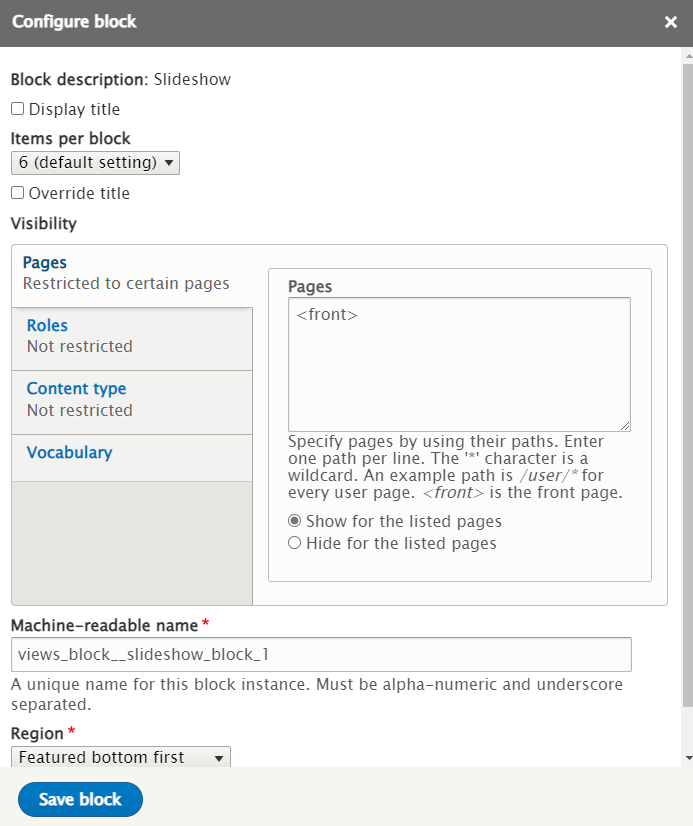 Configure block
Block description: Slideshow
Display title
Items per block
6 (default setting)
Override title
Visibility
Pages
Restricted to certain pages
Roles
Not restricted
Content type
Not restricted
Vocabulary
Pages
<front>
Specify pages by using their paths. Enter
one path per line. The '*' character is a
wildcard. An example path is /user/* for
every user page. <front> is the front page.
Show for the listed pages
Hide for the listed pages
Machine-readable name *
views_block__slideshow_block_1
A unique name for this block instance. Must be alpha-numeric and underscore
separated.
Region *
Featured bottom first
Save block